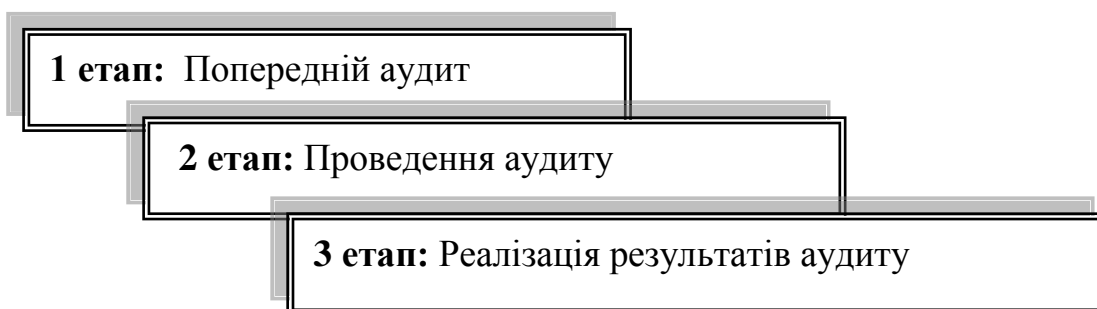 1 етап: Попередній аудит
2 етап: Проведення аудиту
3 етап: Реалізація результатів аудиту